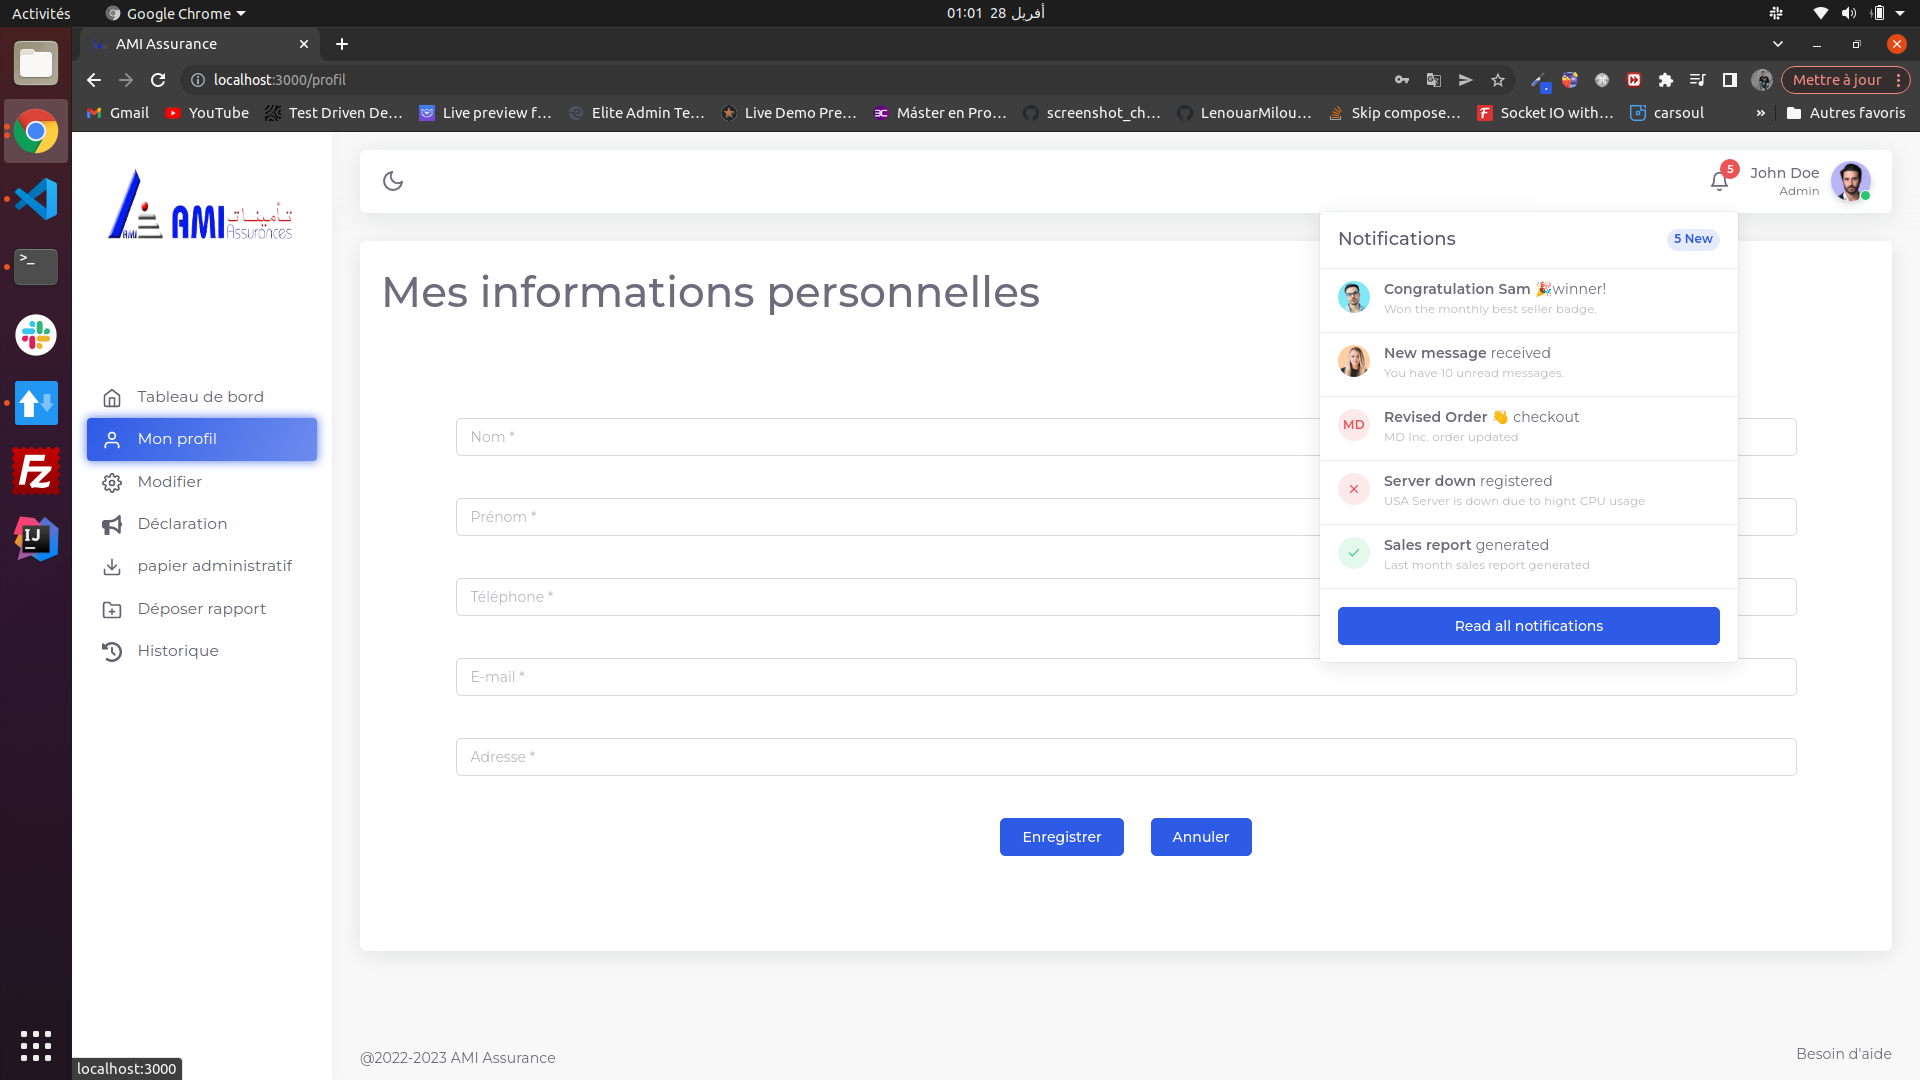 Activités
Google Chrome
01:01 28 أفريل
AMI Assurance
localhost:3000/profil
Mettre à jour
Gmail
YouTube
Test Driven De…
Live preview f…
Elite Admin Te…
Live Demo Pre…
Máster en Pro…
screenshot_ch…
LenouarMilou…
Skip compose…
Socket IO with…
carsoul
»
Autres favoris
تأمينات
AMI
AMI
Assurances
5
John Doe
Admin
Tableau de bord
Mon profil
Modifier
Déclaration
papier administratif
Déposer rapport
Historique
Mes informations personnelles
Nom *
Prénom *
Téléphone *
E-mail *
Adresse *
Enregistrer
Annuler
Notifications
5 New
Congratulation Sam 🎉winner!
Won the monthly best seller badge.
New message received
You have 10 unread messages.
MD
Revised Order 👋 checkout
MD Inc. order updated
Server down registered
USA Server is down due to hight CPU usage
Sales report generated
Last month sales report generated
Read all notifications
@2022-2023 AMI Assurance
Besoin d'aide
localhost:3000
>_
Fz
IJ